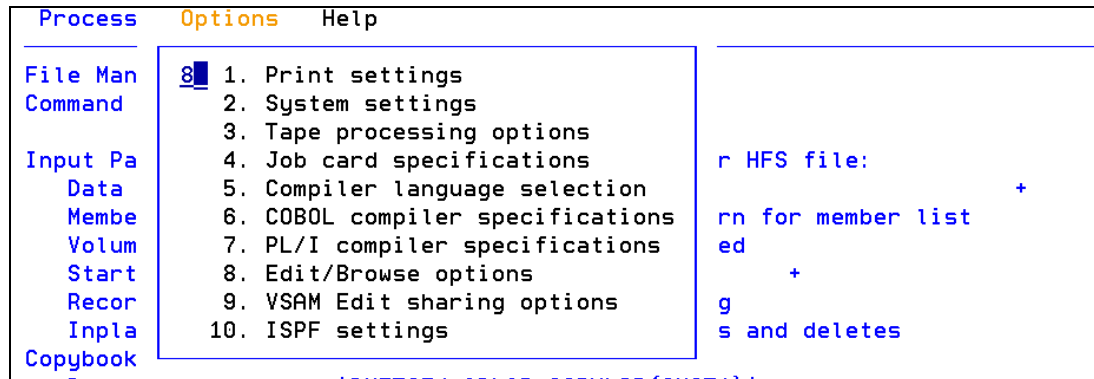 Process Options Help
File Man 8 1. Print settings
Command 2. System settings
3. Tape processing options
Input Pa 4. Job card specifications r HFS file:
Data 5. Compiler language selection +
Membe 6. COBOL compiler specifications rn for member list
Volum 7. PL/I compiler specifications ed
Start 8. Edit/Browse options +
Recor 9. VSAM Edit sharing options g
Inpla 10. ISPF settings s and deletes
Copybook